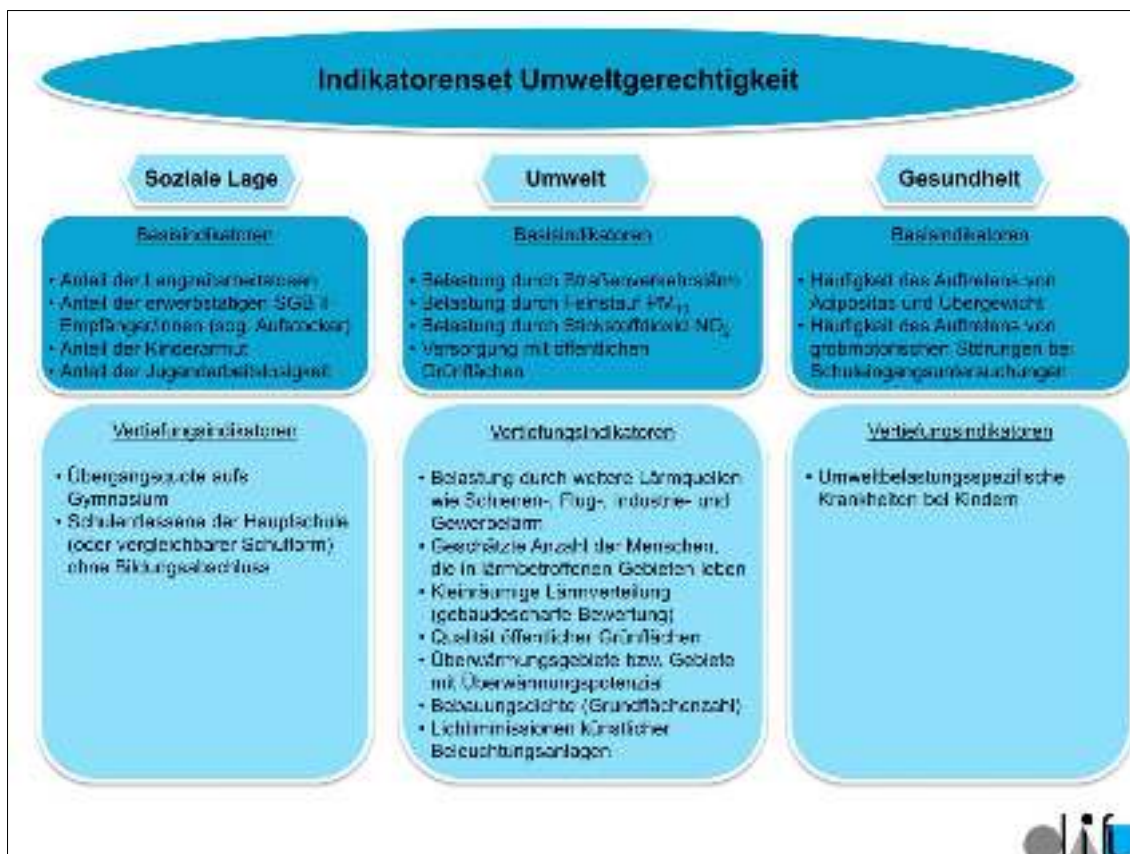 Indikatorenset Umweltgerechtigkeit
Soziale Lage
Basisindikatoren
• Anteil der Langzeitarbeitslosen
• Anteil der erwerbstätigen SGB II-
Empfänger/innen (sog. Aufstocker)
• Anteil der Kinderarmut
• Anteil der Jugendarbeitslosigkeit
Vertiefungsindikatoren
• Übergangsquote aufs
Gymnasium
• Schulentlassene der Hauptschule
(oder vergleichbarer Schulform)
ohne Bildungsabschluss
Umwelt
Basisindikatoren
• Belastung durch Straßenverkehrslärm
• Belastung durch Feinstaub PM₁₀
• Belastung durch Stickstoffdioxid NO₂
• Versorgung mit öffentlichen
Grünflächen
Vertiefungsindikatoren
• Belastung durch weitere Lärmquellen
wie Schienen-, Flug-, Industrie- und
Gewerbelärm
• Geschätzte Anzahl der Menschen,
die in lärmbetroffenen Gebieten leben
• Kleinräumige Lärmverteilung
(gebäudescharfe Bewertung)
• Qualität öffentlicher Grünflächen
• Überwärmungsgebiete bzw. Gebiete
mit Überwärmungspotenzial
• Bebauungsdichte (Grundflächenzahl)
• Lichtimmissionen künstlicher
Beleuchtungsanlagen
Gesundheit
Basisindikatoren
• Häufigkeit des Auftretens von
Adipositas und Übergewicht
• Häufigkeit des Auftretens von
grobmotorischen Störungen bei
Schuleingangsuntersuchungen
Vertiefungsindikatoren
• Umweltbelastungsspezifische
Krankheiten bei Kindern